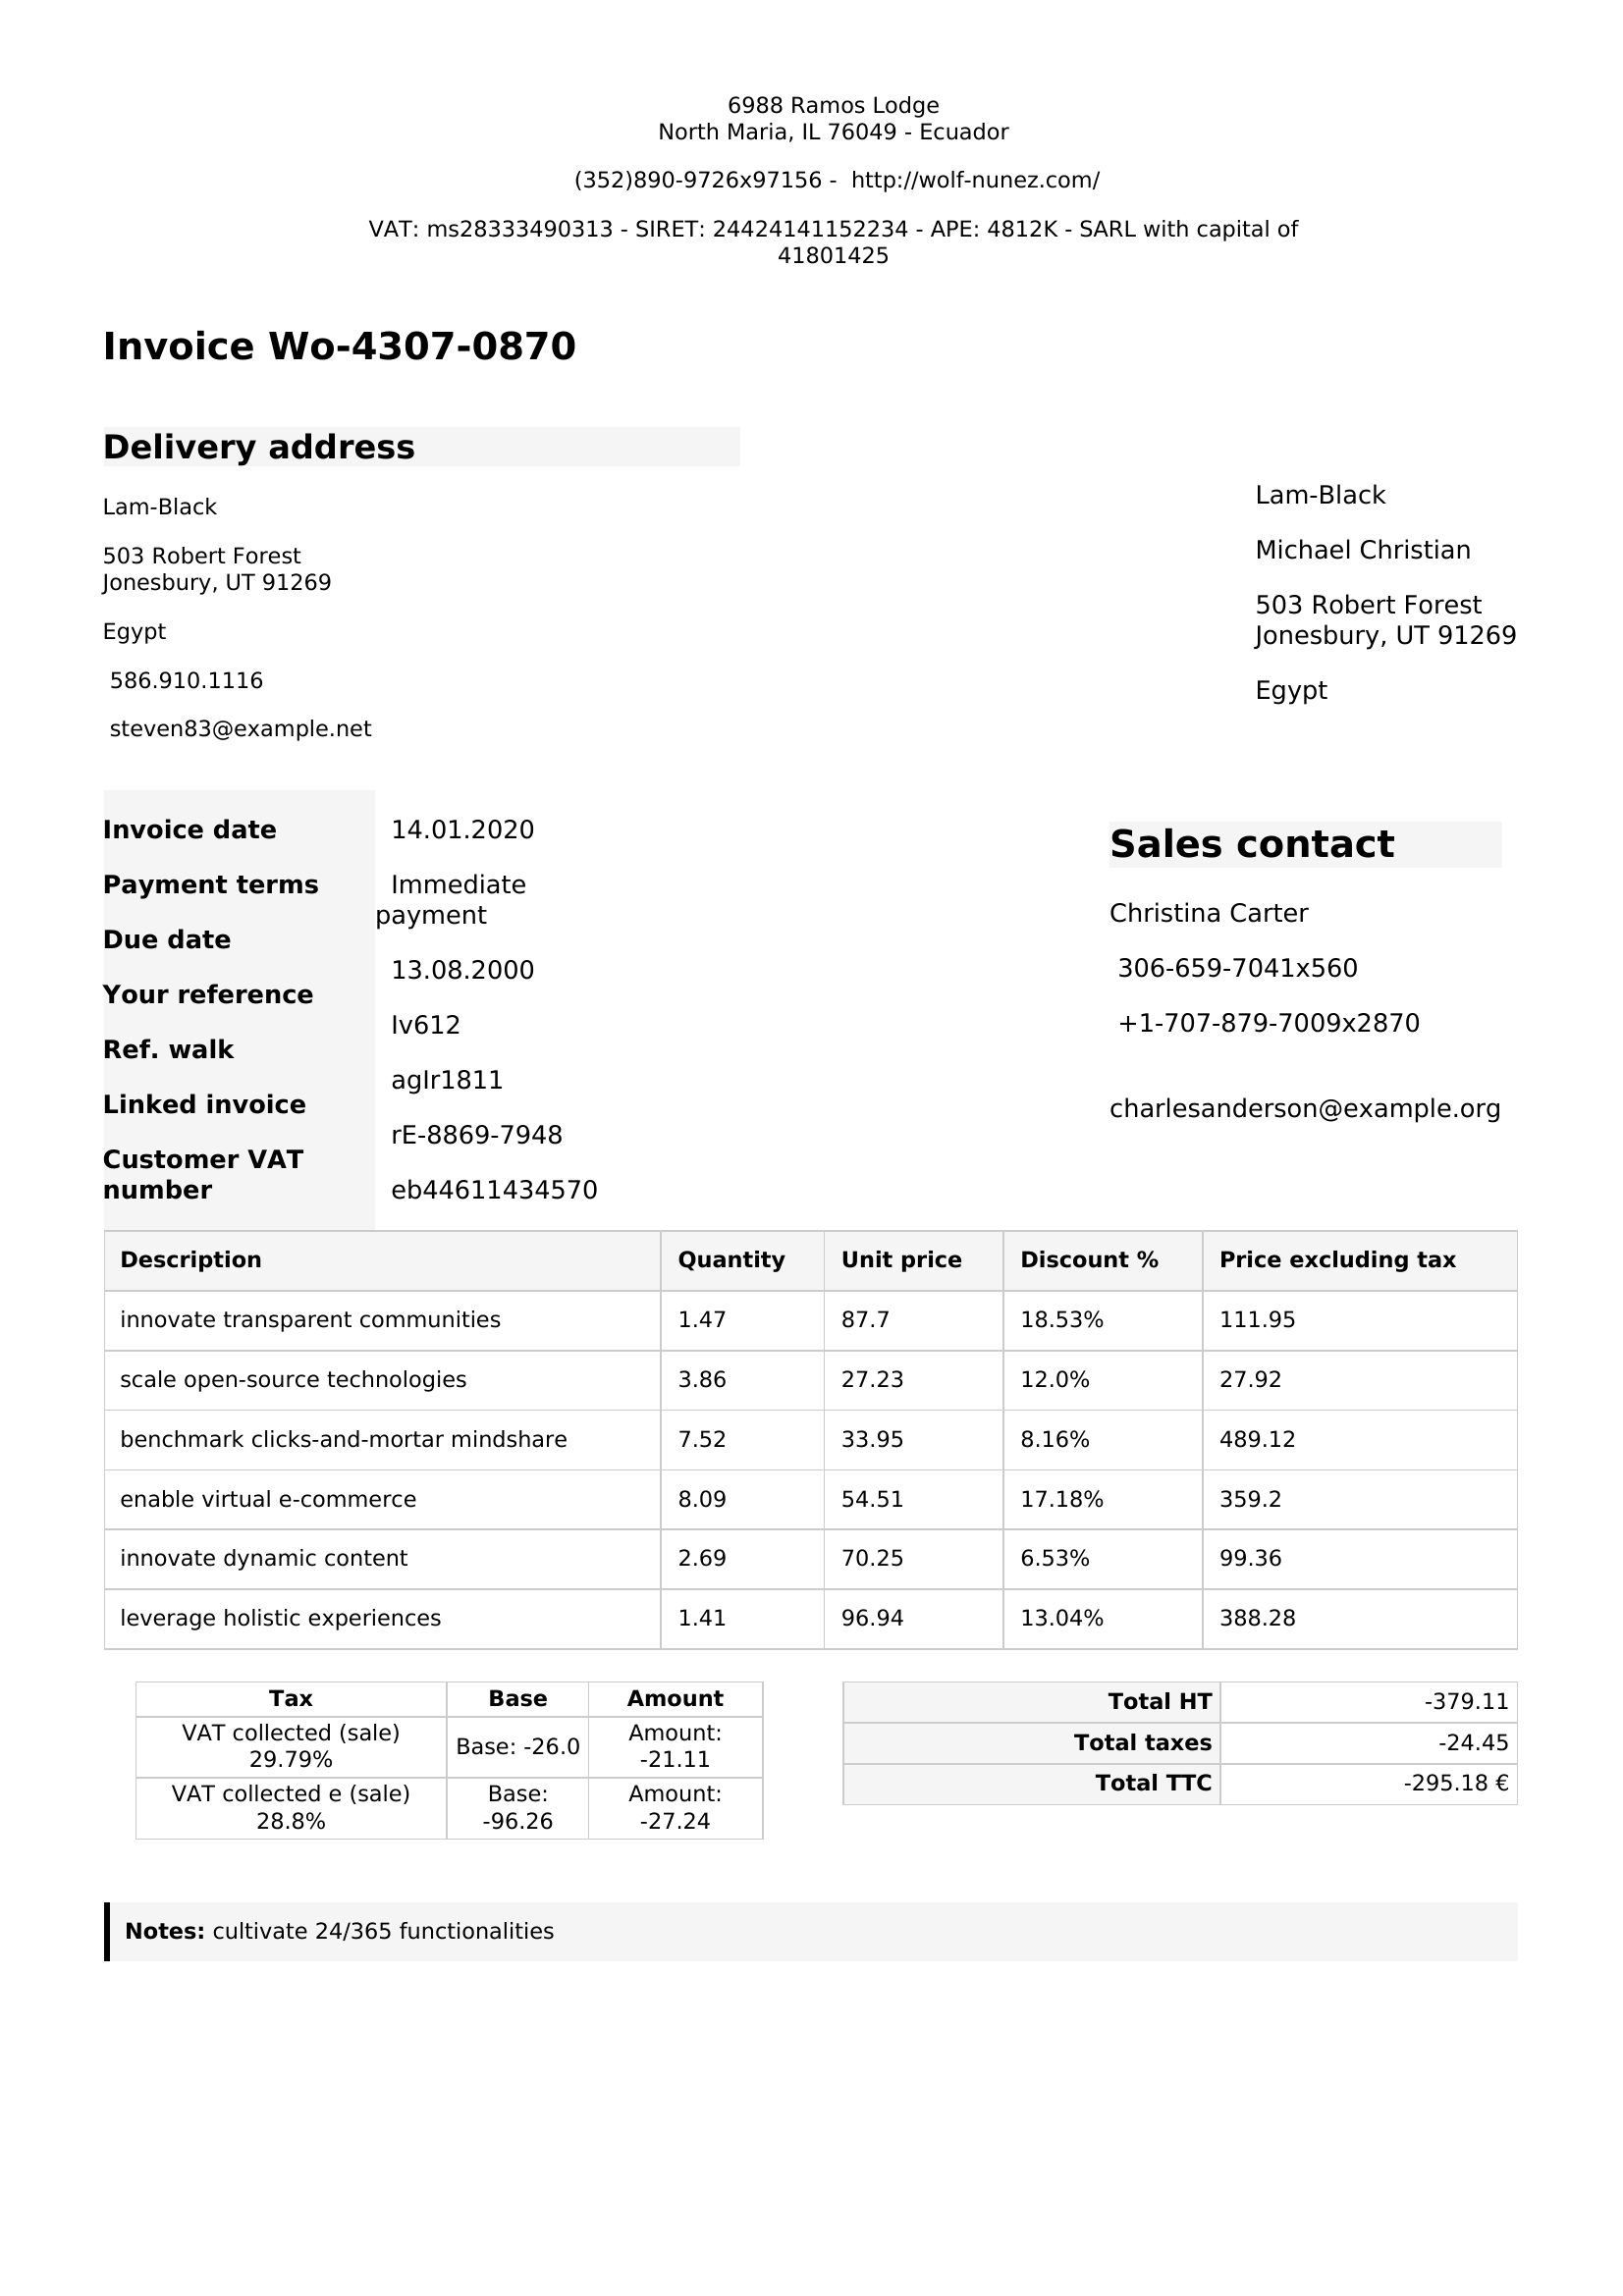 6988 Ramos Lodge
North Maria, IL 76049 - Ecuador
(352)890-9726x97156 - http://wolf-nunez.com/
VAT: ms28333490313 - SIRET: 24424141152234 - APE: 4812K - SARL with capital of
41801425
Invoice Wo-4307-0870
Delivery address
Lam-Black
503 Robert Forest
Jonesbury, UT 91269
Egypt
586.910.1116
steven83@example.net
Lam-Black
Michael Christian
503 Robert Forest
Jonesbury, UT 91269
Egypt
Invoice date
Payment terms
Due date
Your reference
Ref. walk
Linked invoice
Customer VAT
number
14.01.2020
Immediate
payment
13.08.2000
Iv612
agIr1811
rE-8869-7948
eb44611434570
Sales contact
Christina Carter
306-659-7041x560
+1-707-879-7009x2870
charlesanderson@example.org
Description Quantity Unit price Discount % Price excluding tax
innovate transparent communities 1.47 87.7 18.53% 111.95
scale open-source technologies 3.86 27.23 12.0% 27.92
benchmark clicks-and-mortar mindshare 7.52 33.95 8.16% 489.12
enable virtual e-commerce 8.09 54.51 17.18% 359.2
innovate dynamic content 2.69 70.25 6.53% 99.36
leverage holistic experiences 1.41 96.94 13.04% 388.28
Tax Base Amount
VAT collected (sale)
29.79%
Base: -26.0
Amount:
-21.11
VAT collected e (sale)
28.8%
Base:
-96.26
Amount:
-27.24
Total HT -379.11
Total taxes -24.45
Total TTC -295.18 €
Notes: cultivate 24/365 functionalities